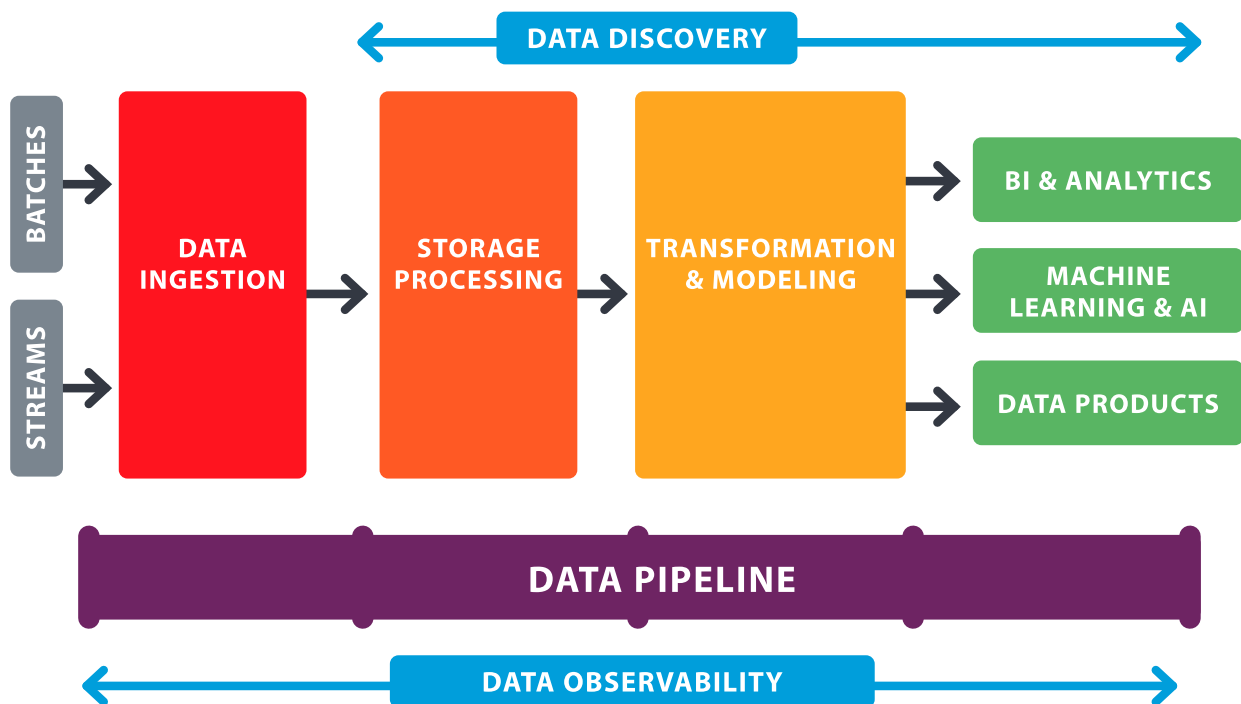 DATA DISCOVERY
BATCHES
STREAMS
DATA
INGESTION
STORAGE
PROCESSING
TRANSFORMATION
& MODELING
BI & ANALYTICS
MACHINE
LEARNING & AI
DATA PRODUCTS
DATA PIPELINE
DATA OBSERVABILITY